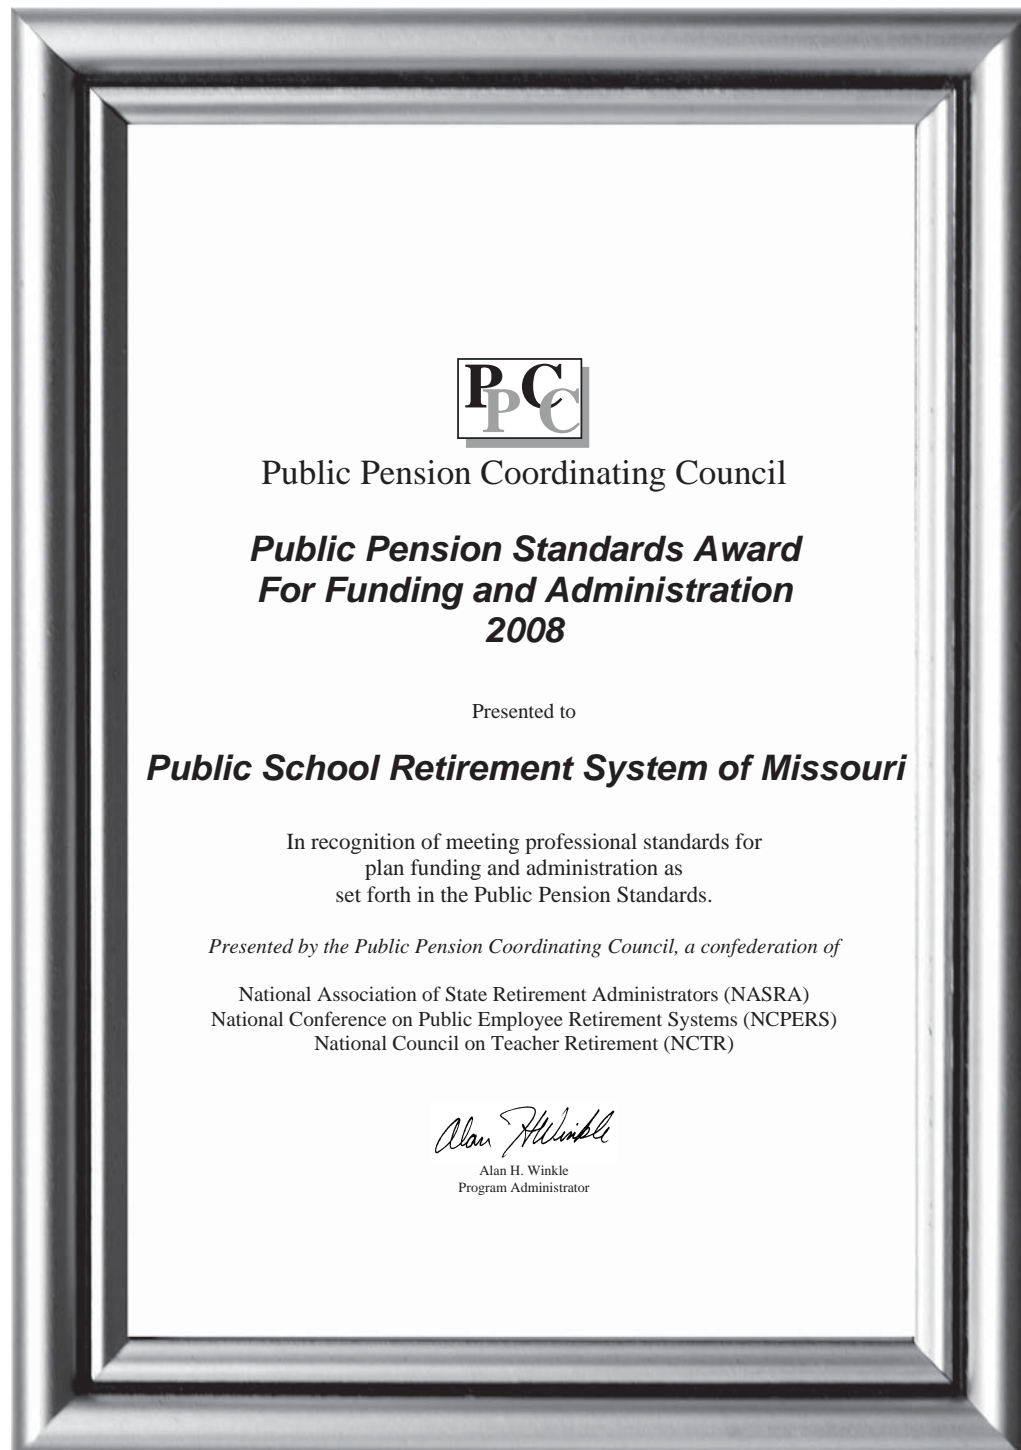 PPCC
Public Pension Coordinating Council
Public Pension Standards Award
For Funding and Administration
2008
Presented to
Public School Retirement System of Missouri
In recognition of meeting professional standards for
plan funding and administration as
set forth in the Public Pension Standards.
Presented by the Public Pension Coordinating Council, a confederation of
National Association of State Retirement Administrators (NASRA)
National Conference on Public Employee Retirement Systems (NCPERS)
National Council on Teacher Retirement (NCTR)
Alan H Winkle
Alan H. Winkle
Program Administrator